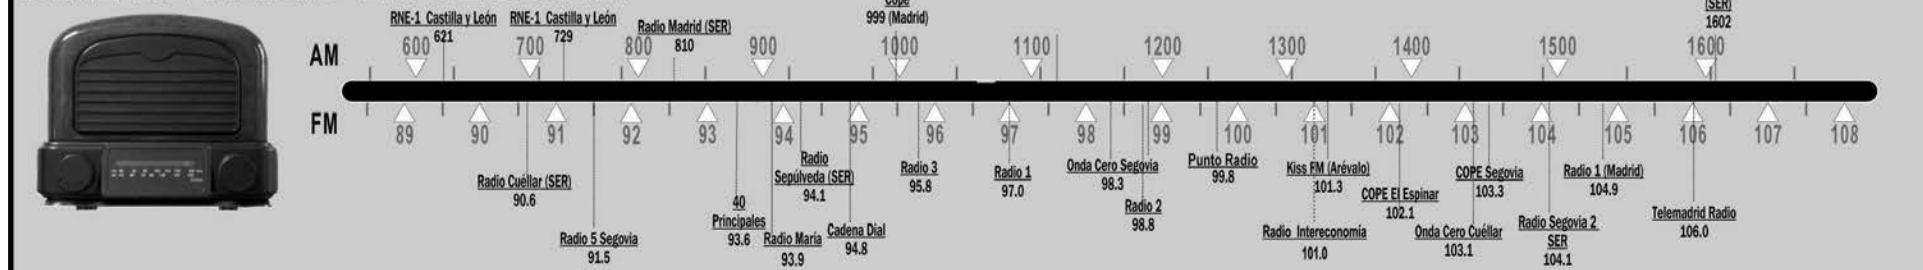 Cope
999 (Madrid)
(SER)
1602
RNE-1 Castilla y León
621
RNE-1 Castilla y León
729
Radio Madrid (SER)
810
AM
600 700 800 900 1000 1100 1200 1300 1400 1500 1600
FM
89 90 91 92 93 94 95 96 97 98 99 100 101 102 103 104 105 106 107 108
Radio Cuéllar (SER)
90.6
Radio 5 Segovia
91.5
40
Principales
93.6
Radio María
93.9
Radio
Sepúlveda (SER)
94.1
Cadena Dial
94.8
Radio 3
95.8
Radio 1
97.0
Onda Cero Segovia
98.3
Radio 2
98.8
Punto Radio
99.8
Radio Intereconomía
101.0
Kiss FM (Arévalo)
101.3
COPE El Espinar
102.1
Onda Cero Cuéllar
103.1
COPE Segovia
103.3
Radio Segovia 2
SER
104.1
Radio 1 (Madrid)
104.9
Telemadrid Radio
106.0